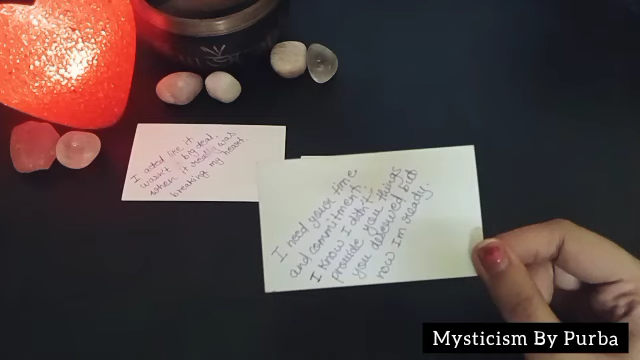 I acted like it
wasn't a big deal,
when it really was
breaking my heart
I need your time
and commitment.
I know I didn't
provide you things
you deserved but
now Im ready.
Mysticism By Purba